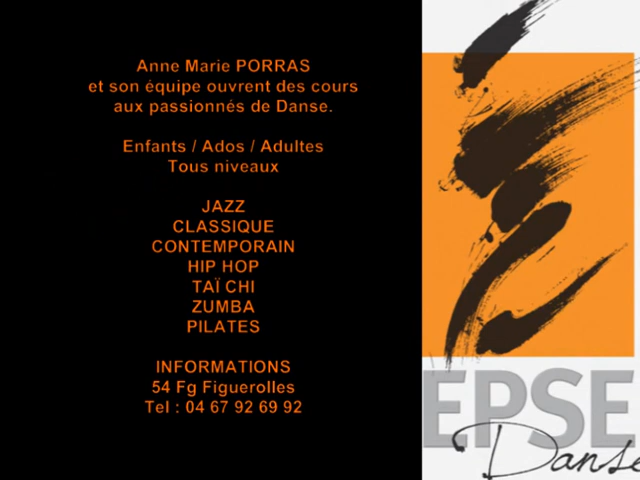 Anne Marie PORRAS
et son équipe ouvrent des cours
aux passionnés de Danse.
Enfants / Ados / Adultes
Tous niveaux
JAZZ
CLASSIQUE
CONTEMPORAIN
HIP HOP
TAÏ CHI
ZUMBA
PILATES
INFORMATIONS
54 Fg Figuerolles
Tel : 04 67 92 69 92
EPSE
Danse